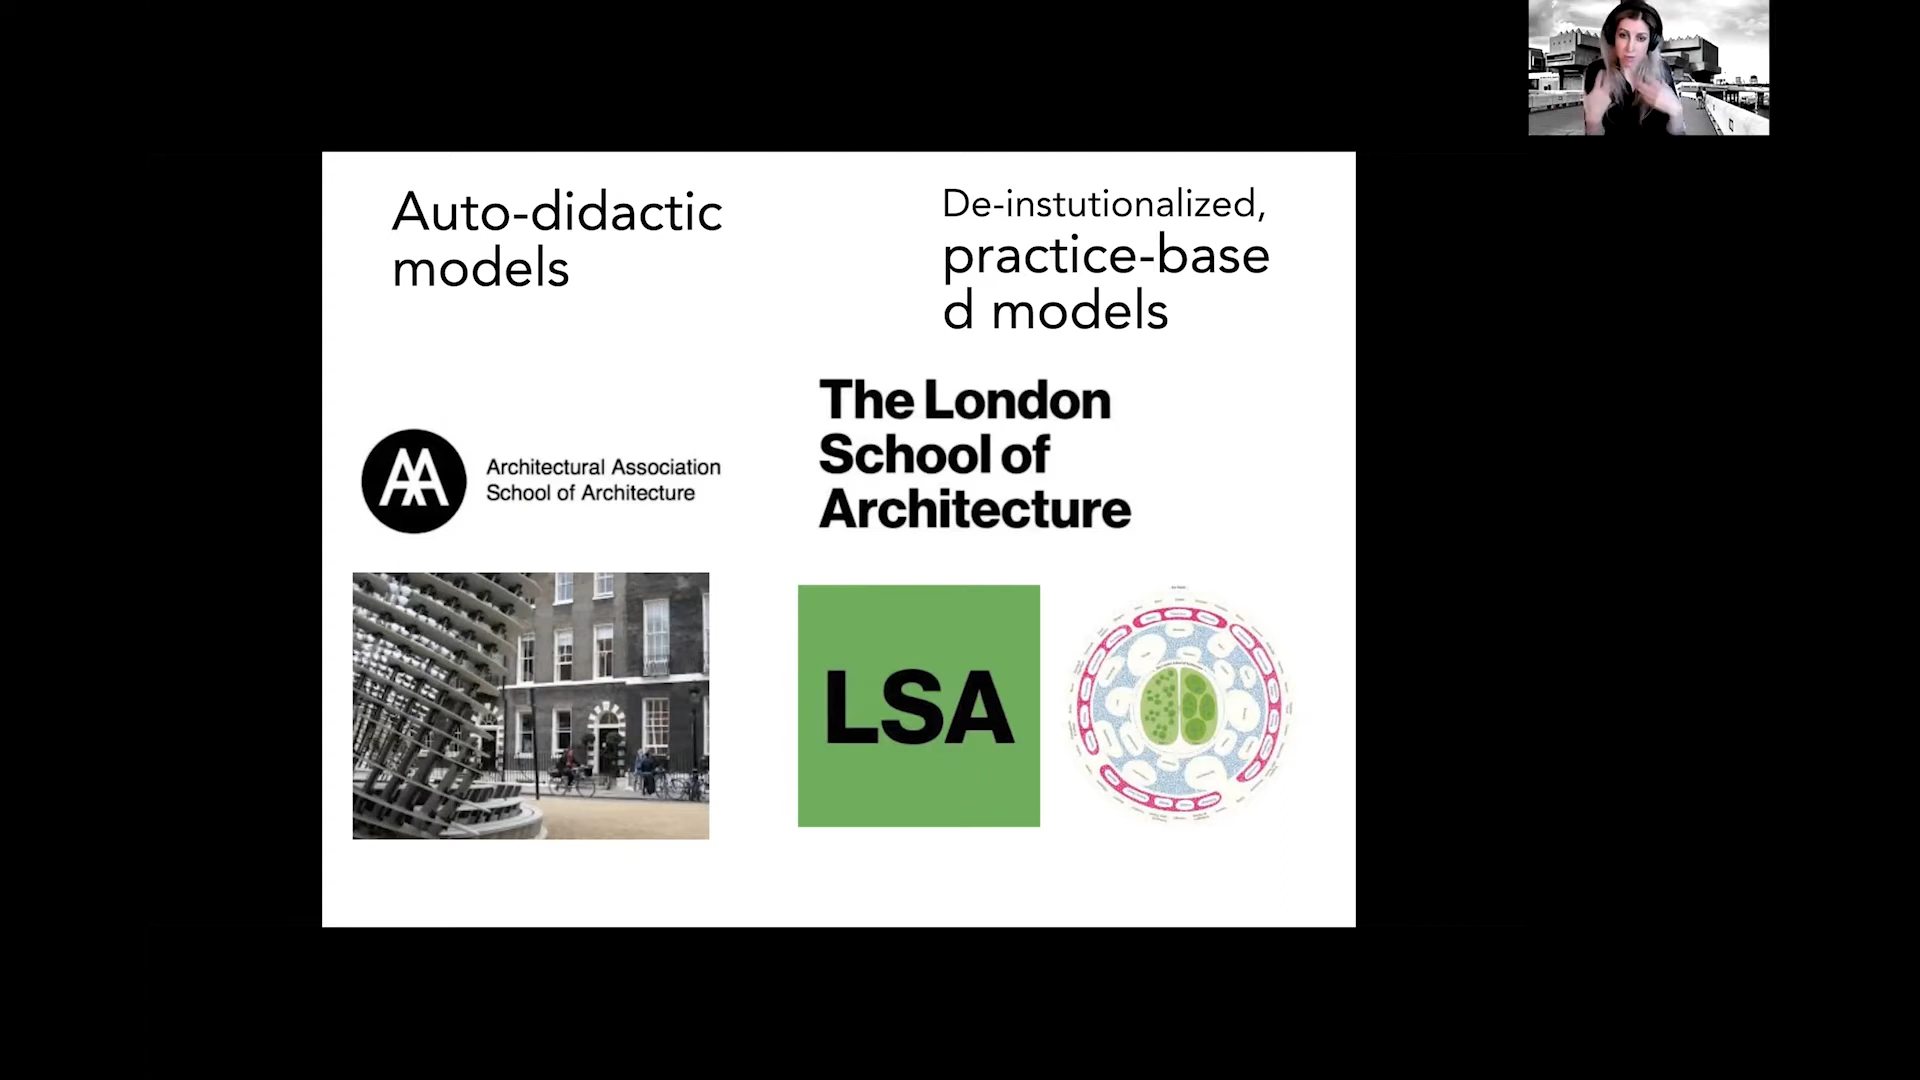 Auto-didactic
models
De-instutionalized,
practice-base
d models
AA
Architectural Association
School of Architecture
The London
School of
Architecture
LSA